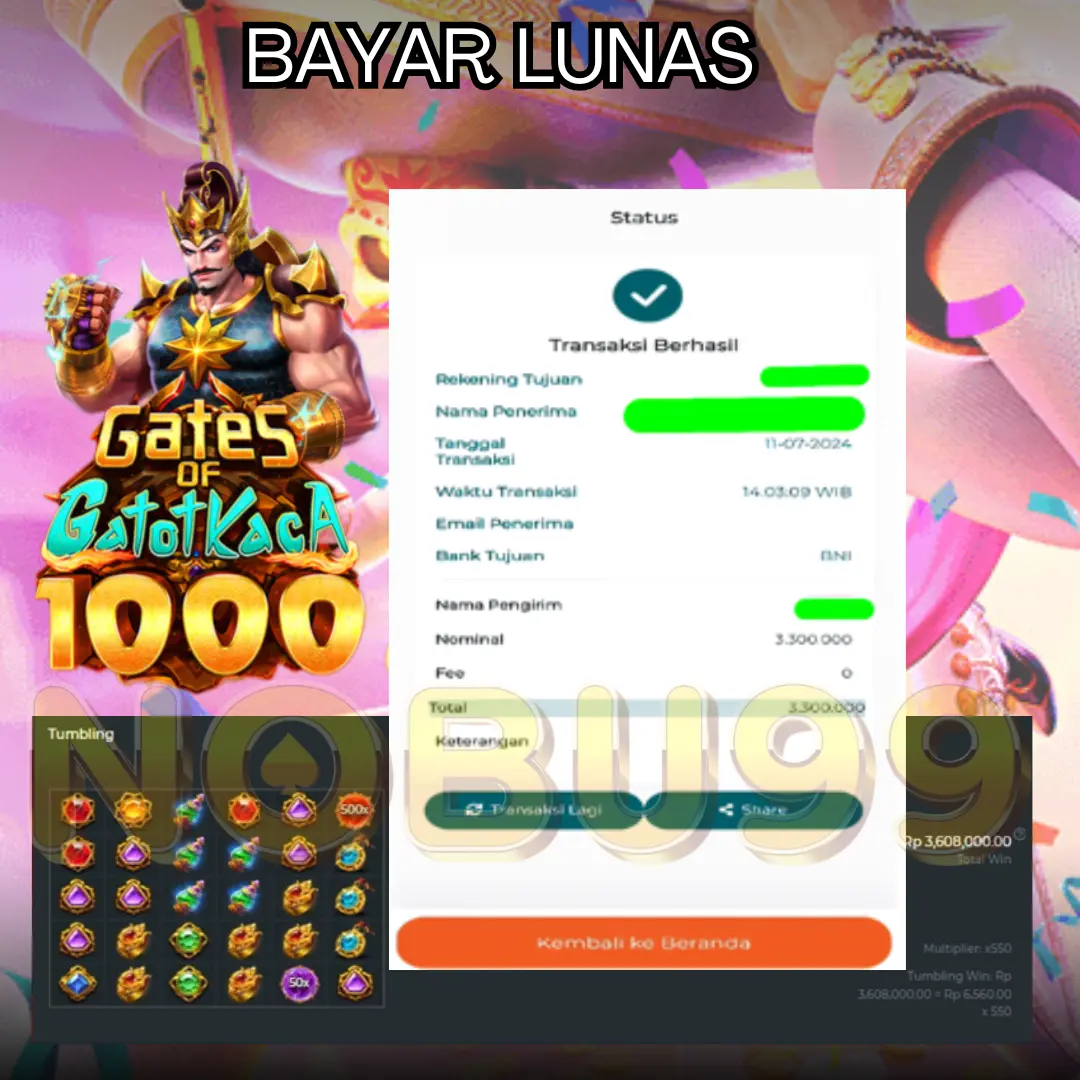 BAYAR LUNAS
Status
Transaksi Berhasil
Rekening Tujuan
Nama Penerima
Tanggal 11-07-2024
Transaksi
Waktu Transaksi 14:03:09 WIB
Email Penerima
Bank Tujuan BNI
Nama Pengirim
Nominal 3.300.000
Fee 0
Total 3.300.000
Keterangan
Transaksi Lagi Share
Kembali ke Beranda
GATES
OF
GATOTKACA
1000
NOBU99
Tumbling
500x
50x
Rp 3,608,000.00
Total Win
Multiplier: x550
Tumbling Win: Rp
3,608,000.00 = Rp 6,560.00
x 550